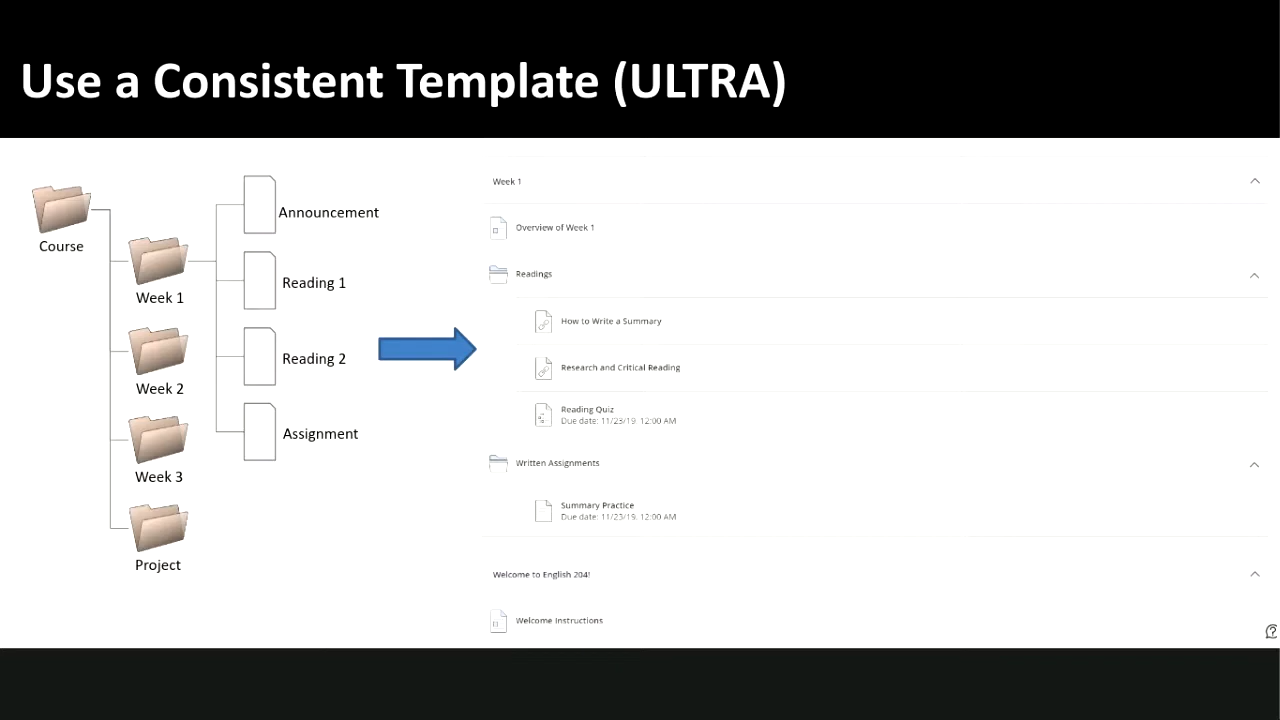 Use a Consistent Template (ULTRA)
Course
Week 1
Week 2
Week 3
Project
Announcement
Reading 1
Reading 2
Assignment
Week 1
Overview of Week 1
Readings
How to Write a Summary
Research and Critical Reading
Reading Quiz
Due date: 11/23/19, 12:00 AM
Written Assignments
Summary Practice
Due date: 11/23/19, 12:00 AM
Welcome to English 204!
Welcome Instructions